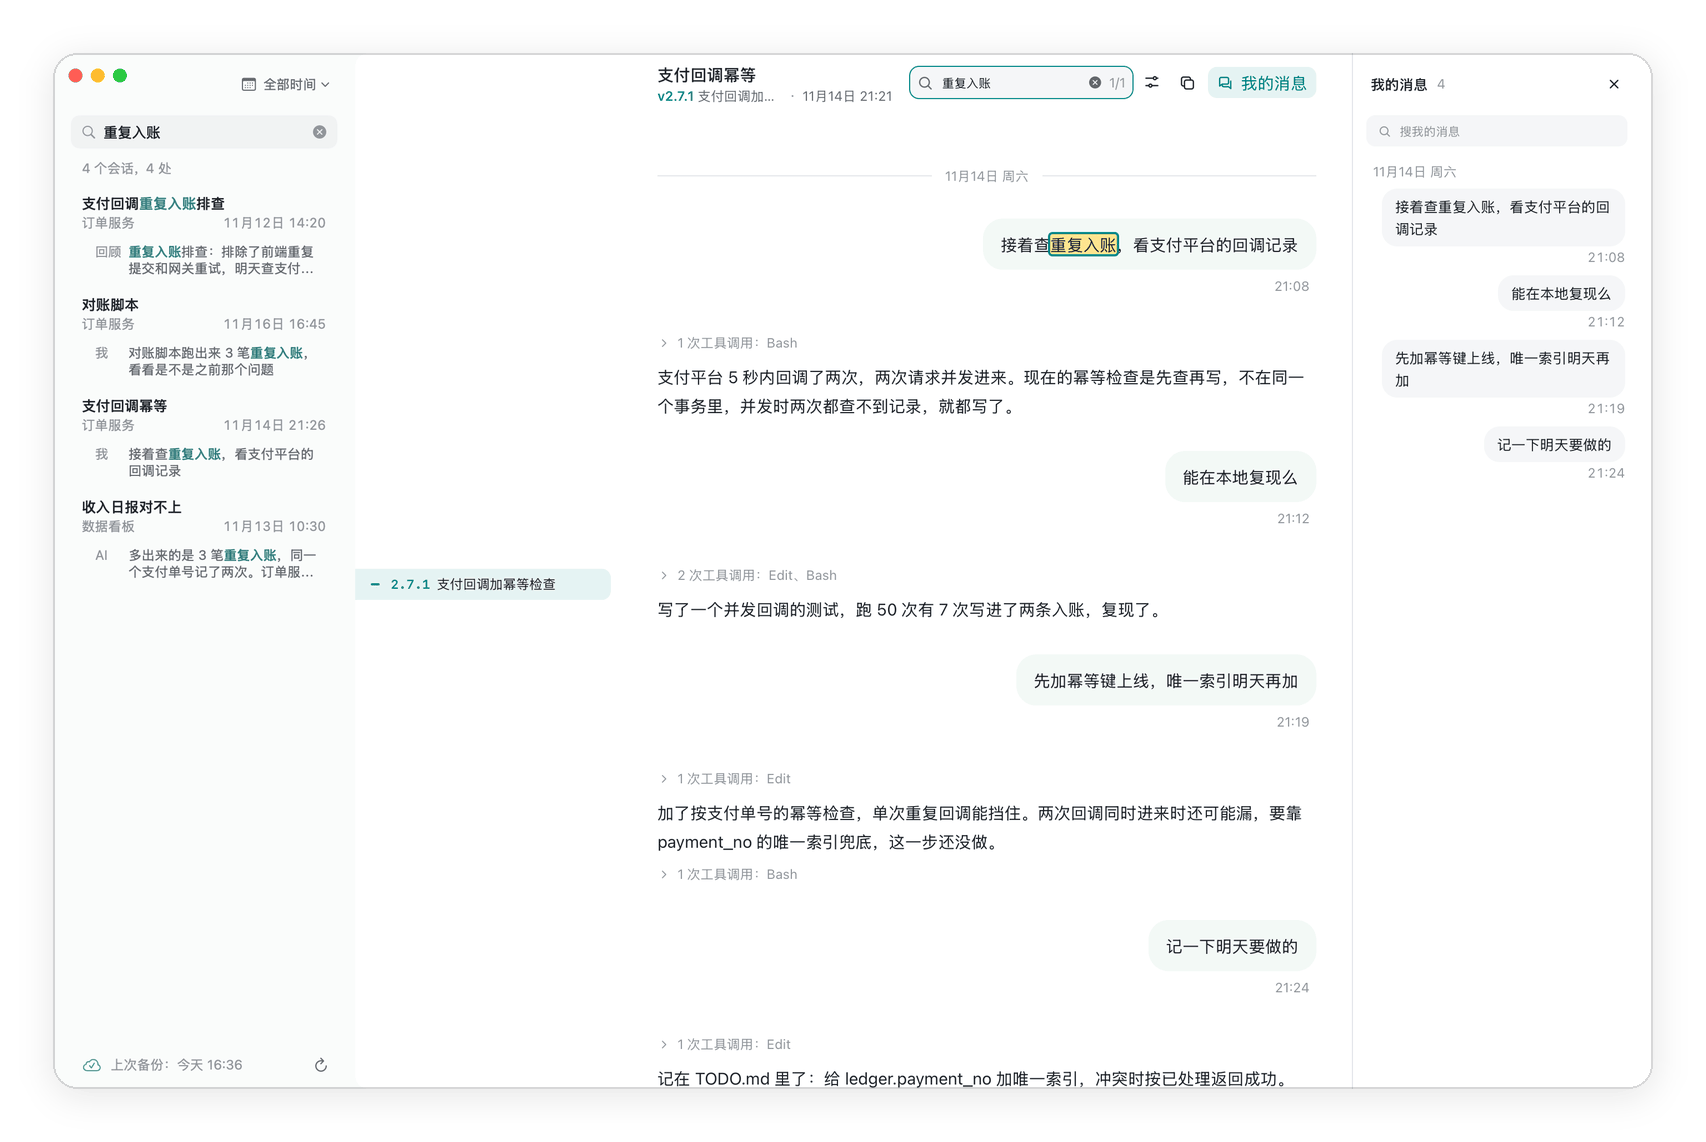 全部时间
重复入账
4 个会话，4 处
支付回调重复入账排查
订单服务 11月12日 14:20
回顾 重复入账排查：排除了前端重复
提交和网关重试，明天查支付...
对账脚本
订单服务 11月16日 16:45
我 对账脚本跑出来 3 笔重复入账，
看看是不是之前那个问题
支付回调幂等
订单服务 11月14日 21:26
我 接着查重复入账，看支付平台的
回调记录
收入日报对不上
数据看板 11月13日 10:30
AI 多出来的是 3 笔重复入账，同一
个支付单号记了两次。订单服...
上次备份：今天 16:36
2.7.1 支付回调加幂等检查
支付回调幂等
v2.7.1 支付回调加... · 11月14日 21:21
重复入账 1/1
我的消息
11月14日 周六
接着查重复入账，看支付平台的回调记录
21:08
1 次工具调用：Bash
支付平台 5 秒内回调了两次，两次请求并发进来。现在的幂等检查是先查再写，不在同一
个事务里，并发时两次都查不到记录，就都写了。
能在本地复现么
21:12
2 次工具调用：Edit、Bash
写了一个并发回调的测试，跑 50 次有 7 次写进了两条入账，复现了。
先加幂等键上线，唯一索引明天再加
21:19
1 次工具调用：Edit
加了按支付单号的幂等检查，单次重复回调能挡住。两次回调同时进来时还可能漏，要靠
payment_no 的唯一索引兜底，这一步还没做。
1 次工具调用：Bash
记一下明天要做的
21:24
1 次工具调用：Edit
记在 TODO.md 里了：给 ledger.payment_no 加唯一索引，冲突时按已处理返回成功。
我的消息 4
搜我的消息
11月14日 周六
接着查重复入账，看支付平台的回
调记录
21:08
能在本地复现么
21:12
先加幂等键上线，唯一索引明天再
加
21:19
记一下明天要做的
21:24